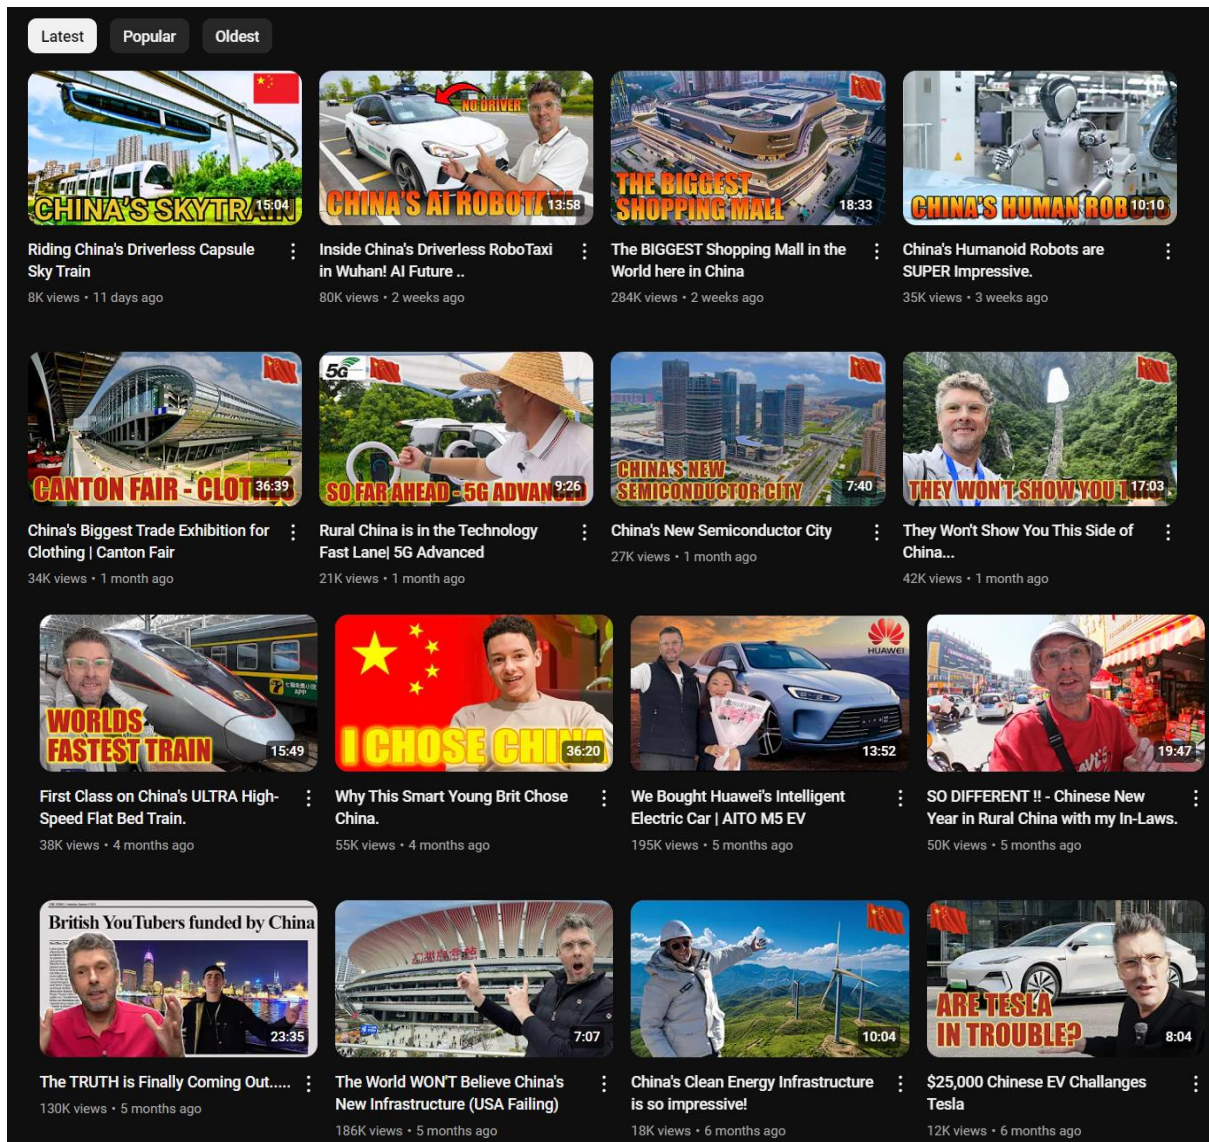 Latest
Popular
Oldest
CHINA'S SKYTRAIN
15:04
NO DRIVER
CHINA'S AI ROBOTAXI
13:58
THE BIGGEST
SHOPPING MALL
18:33
CHINA'S HUMAN ROBOTS
10:10
Riding China's Driverless Capsule
Sky Train
8K views • 11 days ago
Inside China's Driverless RoboTaxi
in Wuhan! AI Future ..
80K views • 2 weeks ago
The BIGGEST Shopping Mall in the
World here in China
284K views • 2 weeks ago
China's Humanoid Robots are
SUPER Impressive.
35K views • 3 weeks ago
CANTON FAIR - CLOTHES
36:39
5G
SO FAR AHEAD - 5G ADVANCED
9:26
CHINA'S NEW
SEMICONDUCTOR CITY
7:40
THEY WON'T SHOW YOU THIS
17:03
China's Biggest Trade Exhibition for
Clothing | Canton Fair
34K views • 1 month ago
Rural China is in the Technology
Fast Lane| 5G Advanced
21K views • 1 month ago
China's New Semiconductor City
27K views • 1 month ago
They Won't Show You This Side of
China...
42K views • 1 month ago
WORLDS
FASTEST TRAIN
15:49
I CHOSE CHINA
36:20
HUAWEI
13:52
19:47
First Class on China's ULTRA High-
Speed Flat Bed Train.
38K views • 4 months ago
Why This Smart Young Brit Chose
China.
55K views • 4 months ago
We Bought Huawei's Intelligent
Electric Car | AITO M5 EV
195K views • 5 months ago
SO DIFFERENT !! - Chinese New
Year in Rural China with my In-Laws.
50K views • 5 months ago
British YouTubers funded by China
23:35
7:07
10:04
ARE TESLA
IN TROUBLE?
8:04
The TRUTH is Finally Coming Out.....
130K views • 5 months ago
The World WON'T Believe China's
New Infrastructure (USA Failing)
186K views • 5 months ago
China's Clean Energy Infrastructure
is so impressive!
18K views • 6 months ago
$25,000 Chinese EV Challanges
Tesla
12K views • 6 months ago